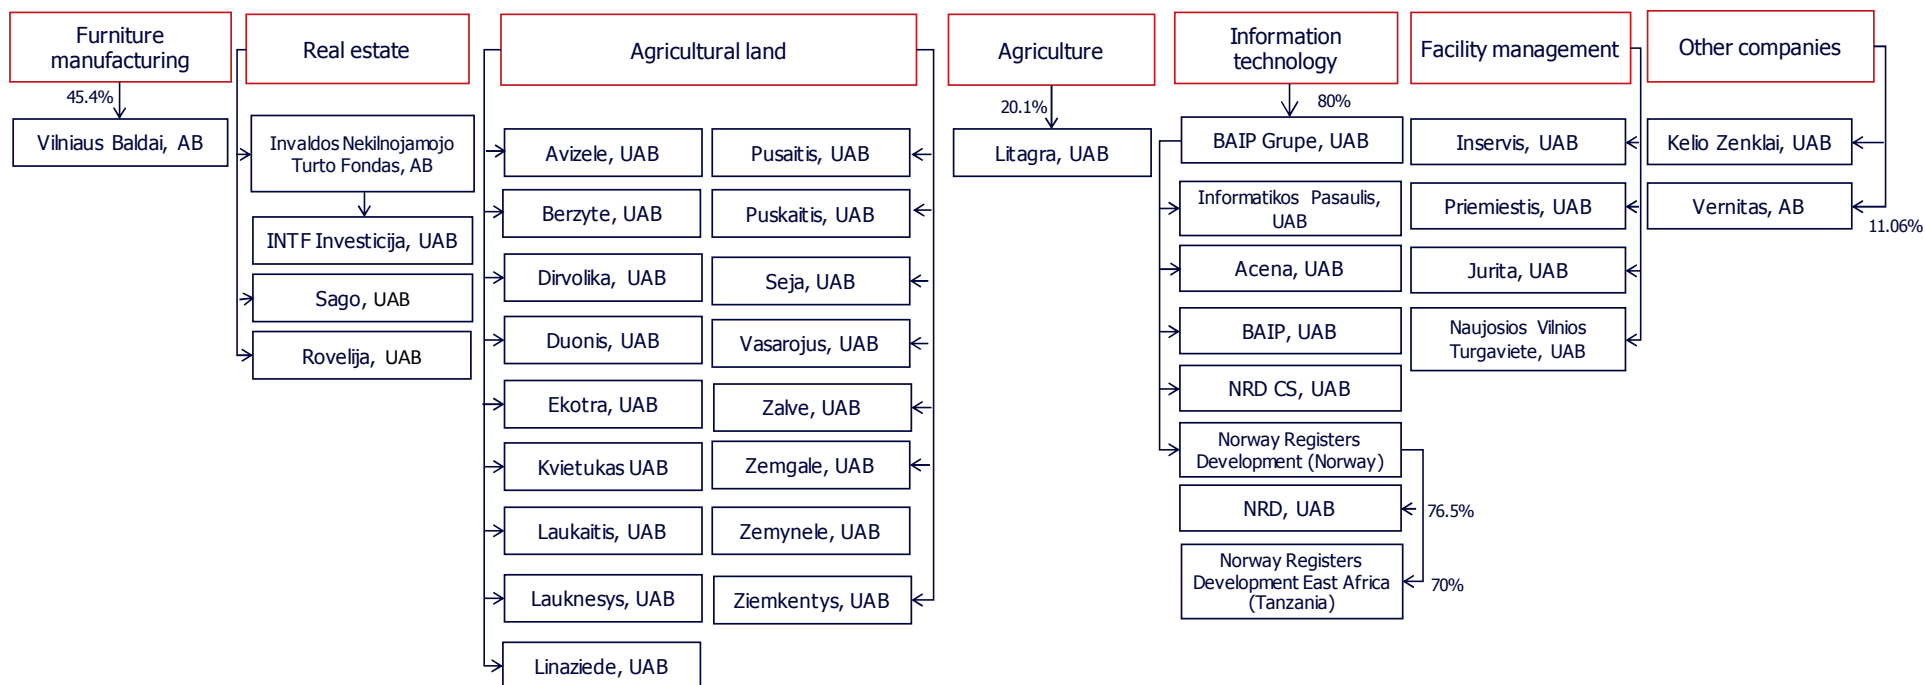 Furniture
manufacturing
45.4%
Vilniaus Baldai, AB
Real estate
Invaldos Nekilnojamojo
Turto Fondas, AB
INTF Investicija, UAB
Sago, UAB
Rovelija, UAB
Agricultural land
Avizele, UAB
Berzyte, UAB
Dirvolika, UAB
Duonis, UAB
Ekotra, UAB
Kvietukas UAB
Laukaitis, UAB
Lauknesys, UAB
Linaziede, UAB
Pusaitis, UAB
Puskaitis, UAB
Seja, UAB
Vasarojus, UAB
Zalve, UAB
Zemgale, UAB
Zemynele, UAB
Ziemkentys, UAB
Agriculture
20.1%
Litagra, UAB
Information
technology
80%
BAIP Grupe, UAB
Informatikos Pasaulis,
UAB
Acena, UAB
BAIP, UAB
NRD CS, UAB
Norway Registers
Development (Norway)
NRD, UAB
76.5%
Norway Registers
Development East Africa
(Tanzania)
70%
Facility management
Inservis, UAB
Priemiestis, UAB
Jurita, UAB
Naujosios Vilnios
Turgaviete, UAB
Other companies
Kelio Zenklai, UAB
Vernitas, AB
11.06%